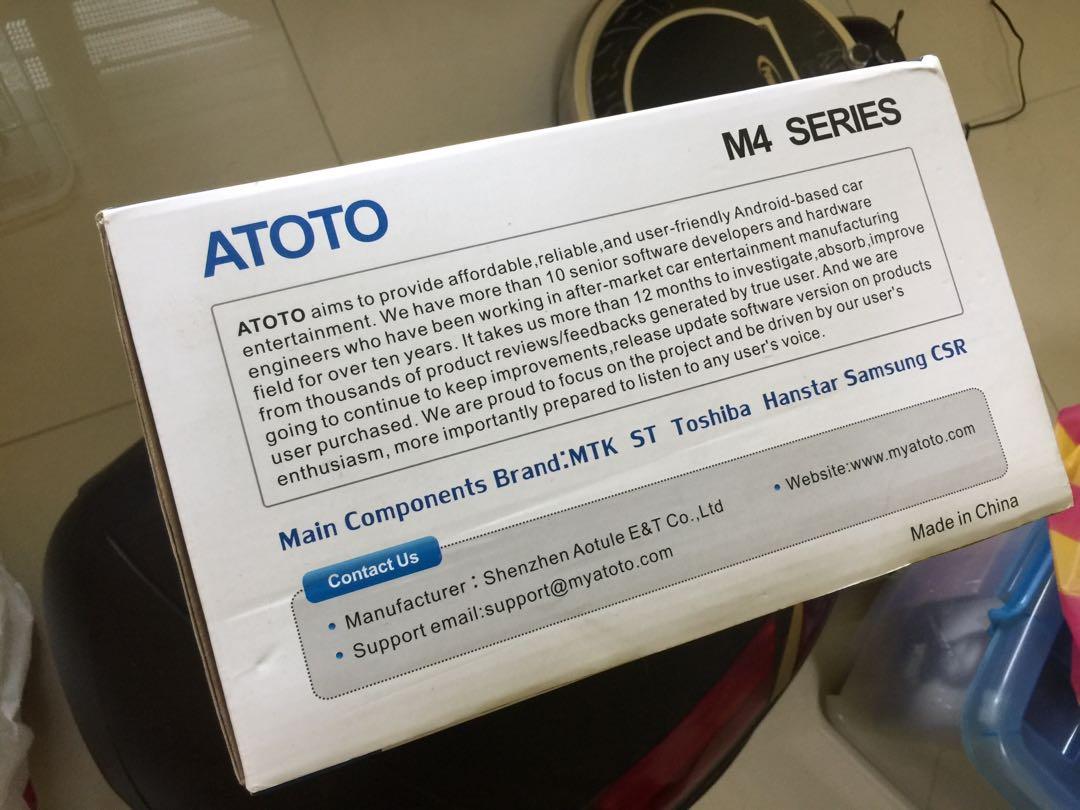 M4 SERIES
ATOTO
ATOTO aims to provide affordable,reliable,and user-friendly Android-based car
entertainment. We have more than 10 senior software developers and hardware
engineers who have been working in after-market car entertainment manufacturing
field for over ten years. It takes us more than 12 months to investigate,absorb,improve
from thousands of product reviews/feedbacks generated by true user. And we are
going to continue to keep improvements,release update software version on products
user purchased. We are proud to focus on the project and be driven by our user's
enthusiasm, more importantly prepared to listen to any user's voice.
Main Components Brand:MTK ST Toshiba Hanstar Samsung CSR
Contact Us
• Manufacturer : Shenzhen Aotule E&T Co.,Ltd
• Website:www.myatoto.com
• Support email:support@myatoto.com
Made in China